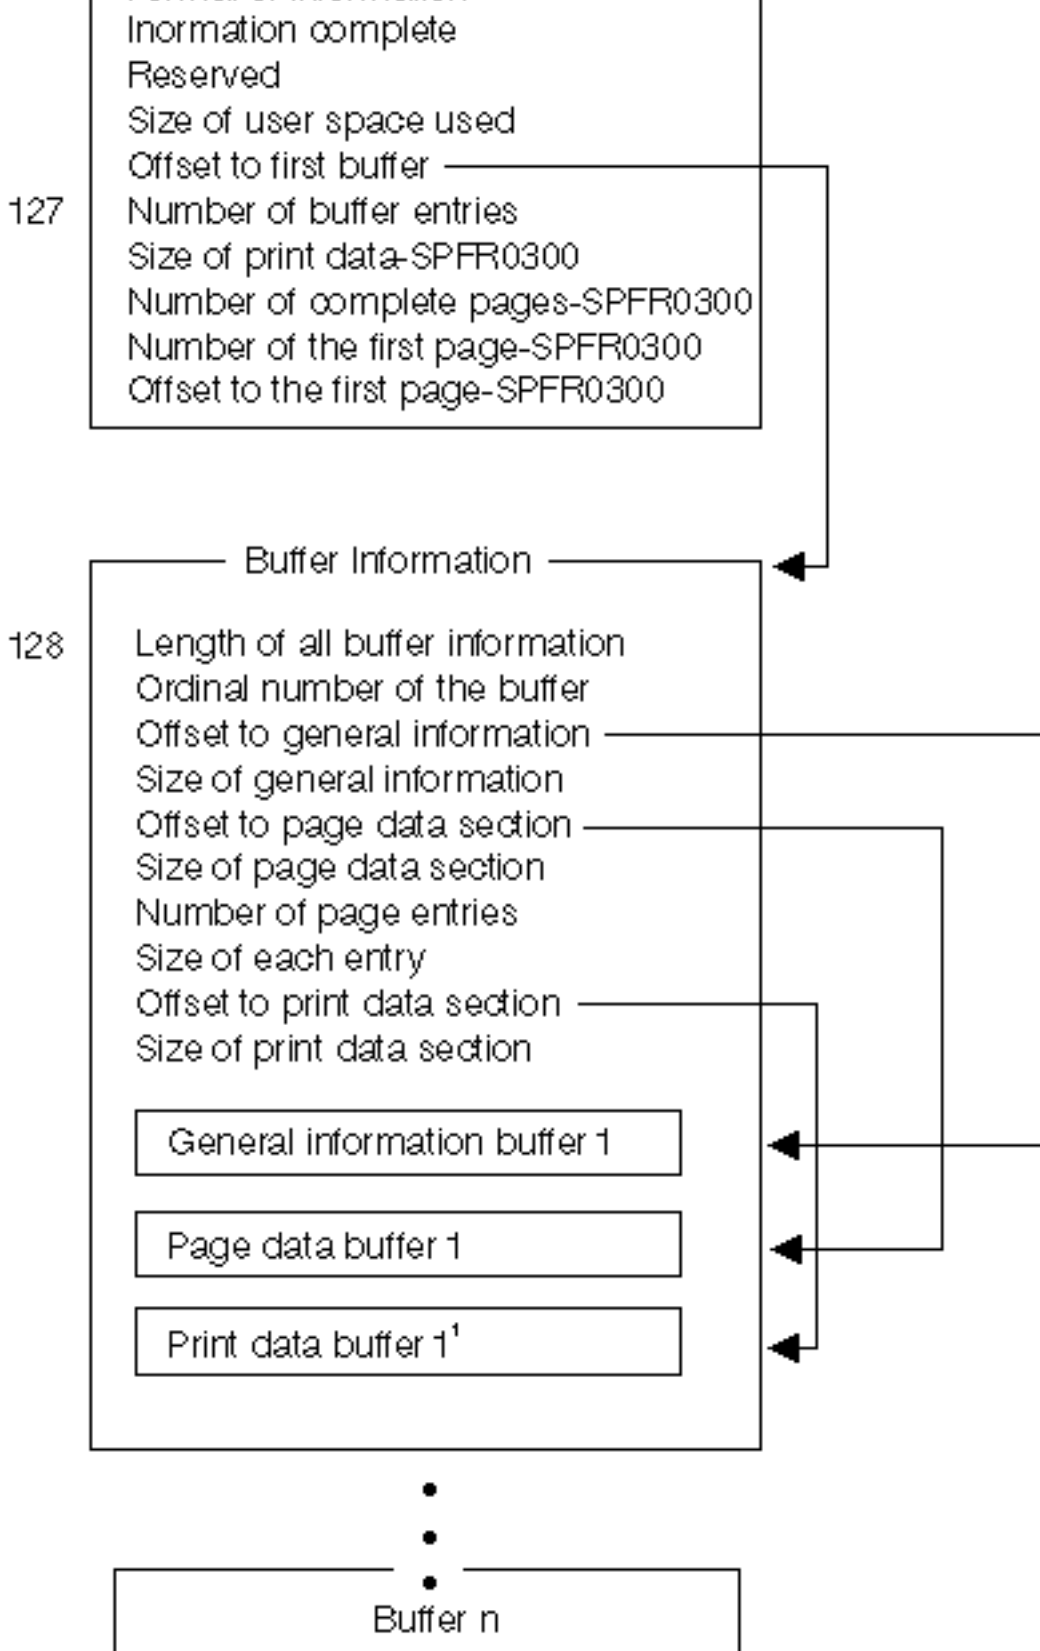 Inormation complete
Reserved
Size of user space used
Offset to first buffer
127 Number of buffer entries
Size of print data-SPFR0300
Number of complete pages-SPFR0300
Number of the first page-SPFR0300
Offset to the first page-SPFR0300
Buffer Information
128 Length of all buffer information
Ordinal number of the buffer
Offset to general information
Size of general information
Offset to page data section
Size of page data section
Number of page entries
Size of each entry
Offset to print data section
Size of print data section
General information buffer 1
Page data buffer 1
Print data buffer 1¹
Buffer n